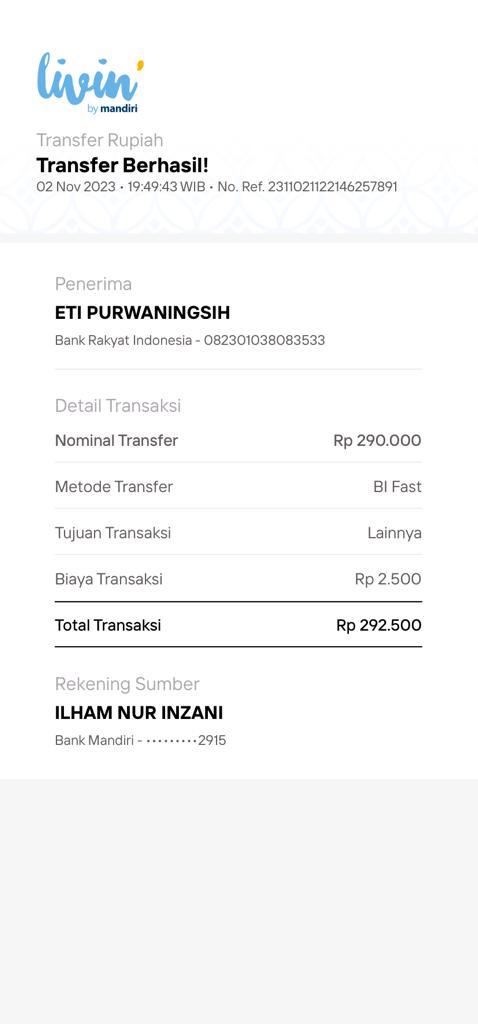 livin'
by mandiri
Transfer Rupiah
Transfer Berhasil!
02 Nov 2023 • 19:49:43 WIB • No. Ref. 2311021122146257891
Penerima
ETI PURWANINGSIH
Bank Rakyat Indonesia - 082301038083533
Detail Transaksi
Nominal Transfer Rp 290.000
Metode Transfer BI Fast
Tujuan Transaksi Lainnya
Biaya Transaksi Rp 2.500
Total Transaksi Rp 292.500
Rekening Sumber
ILHAM NUR INZANI
Bank Mandiri - •••••••••2915